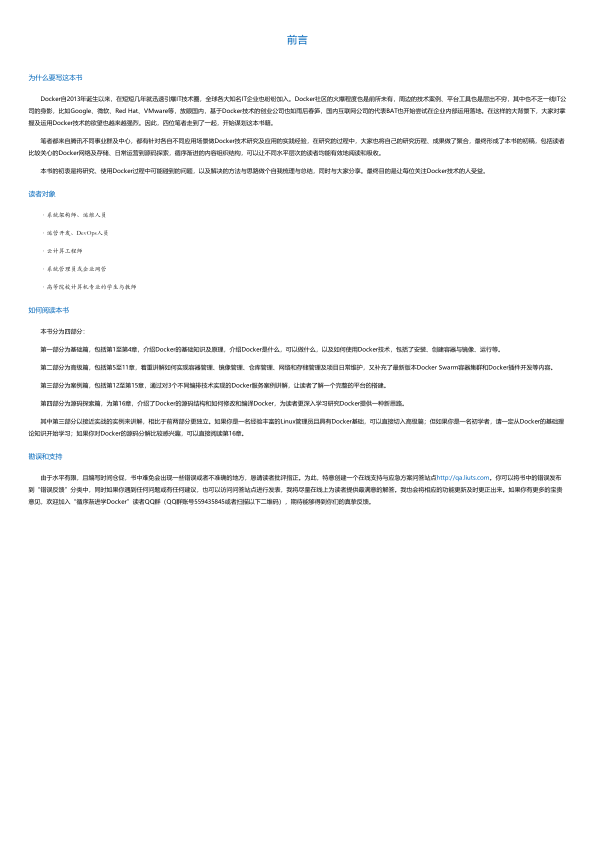 前言
为什么要写这本书
Docker自2013年诞生以来，在短短几年就迅速引爆IT技术圈，全球各大知名IT企业也纷纷加入。Docker社区的火爆程度也是前所未有，周边的技术案例、平台工具也是层出不穷，其中也不乏一线IT公
司的身影，比如Google、微软、Red Hat、VMware等，放眼国内，基于Docker技术的创业公司也如雨后春笋，国内互联网公司的代表BAT也开始尝试在企业内部运用落地。在这样的大背景下，大家对掌
握及运用Docker技术的欲望也越来越强烈。因此，四位笔者走到了一起，开始谋划这本书籍。
笔者都来自腾讯不同事业群及中心，都有针对各自不同应用场景做Docker技术研究及应用的实践经验，在研究的过程中，大家也将自己的研究历程、成果做了聚合，最终形成了本书的初稿，包括读者
比较关心的Docker网络及存储、日常运营到源码探索，循序渐进的内容组织结构，可以让不同水平层次的读者均能有效地阅读和吸收。
本书的初衷是将研究、使用Docker过程中可能碰到的问题，以及解决的方法与思路做个自我梳理与总结，同时与大家分享。最终目的是让每位关注Docker技术的人受益。
读者对象
· 系统架构师、运维人员
· 运营开发、DevOps人员
· 云计算工程师
· 系统管理员或企业网管
· 高等院校计算机专业的学生与教师
如何阅读本书
本书分为四部分：
第一部分为基础篇，包括第1至第4章，介绍Docker的基础知识及原理，介绍Docker是什么，可以做什么，以及如何使用Docker技术，包括了安装、创建容器与镜像、运行等。
第二部分为高级篇，包括第5至11章，着重讲解如何实现容器管理、镜像管理、仓库管理、网络和存储管理及项目日常维护，又补充了最新版本Docker Swarm容器集群和Docker插件开发等内容。
第三部分为案例篇，包括第12至第15章，通过对3个不同编排技术实现的Docker服务案例讲解，让读者了解一个完整的平台的搭建。
第四部分为源码探索篇，为第16章，介绍了Docker的源码结构和如何修改和编译Docker，为读者更深入学习研究Docker提供一种新思路。
其中第三部分以接近实战的实例来讲解，相比于前两部分更独立。如果你是一名经验丰富的Linux管理员且具有Docker基础，可以直接切入高级篇；但如果你是一名初学者，请一定从Docker的基础理
论知识开始学习；如果你对Docker的源码分解比较感兴趣，可以直接阅读第16章。
勘误和支持
由于水平有限，且编写时间仓促，书中难免会出现一些错误或者不准确的地方，恳请读者批评指正。为此，特意创建一个在线支持与应急方案问答站点http://qa.liuts.com。你可以将书中的错误发布
到“错误反馈”分类中，同时如果你遇到任何问题或有任何建议，也可以访问问答站点进行发表，我将尽量在线上为读者提供最满意的解答。我也会将相应的功能更新及时更正出来。如果你有更多的宝贵
意见，欢迎加入“循序渐进学Docker”读者QQ群（QQ群账号559435845或者扫描以下二维码），期待能够得到你们的真挚反馈。